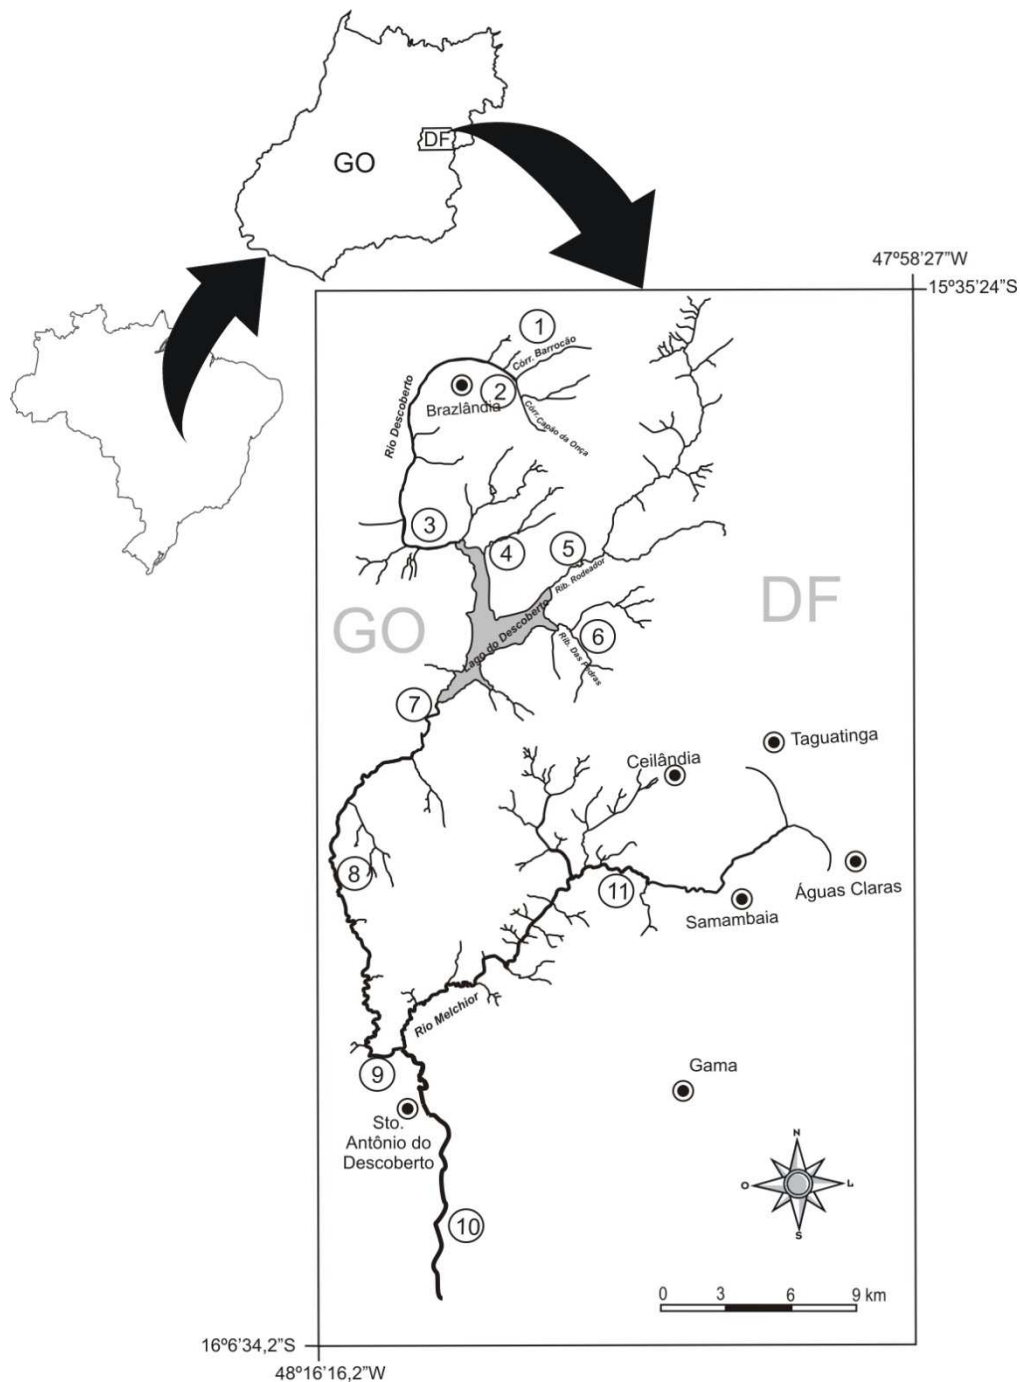 DF
GO
47º58'27"W
15º35'24"S
1
Córr. Barrocão
2
Brazlândia
Córr. Capão da Onça
Rio Descoberto
3
4
5
Rib. Rodeador
GO
DF
Lago do Descoberto
6
Rib. Das Pedras
7
Taguatinga
Ceilândia
8
11
Águas Claras
Samambaia
Rio Melchior
9
Gama
Sto.
Antônio do
Descoberto
N
O
L
S
10
0 3 6 9 km
16º6'34,2"S
48º16'16,2"W